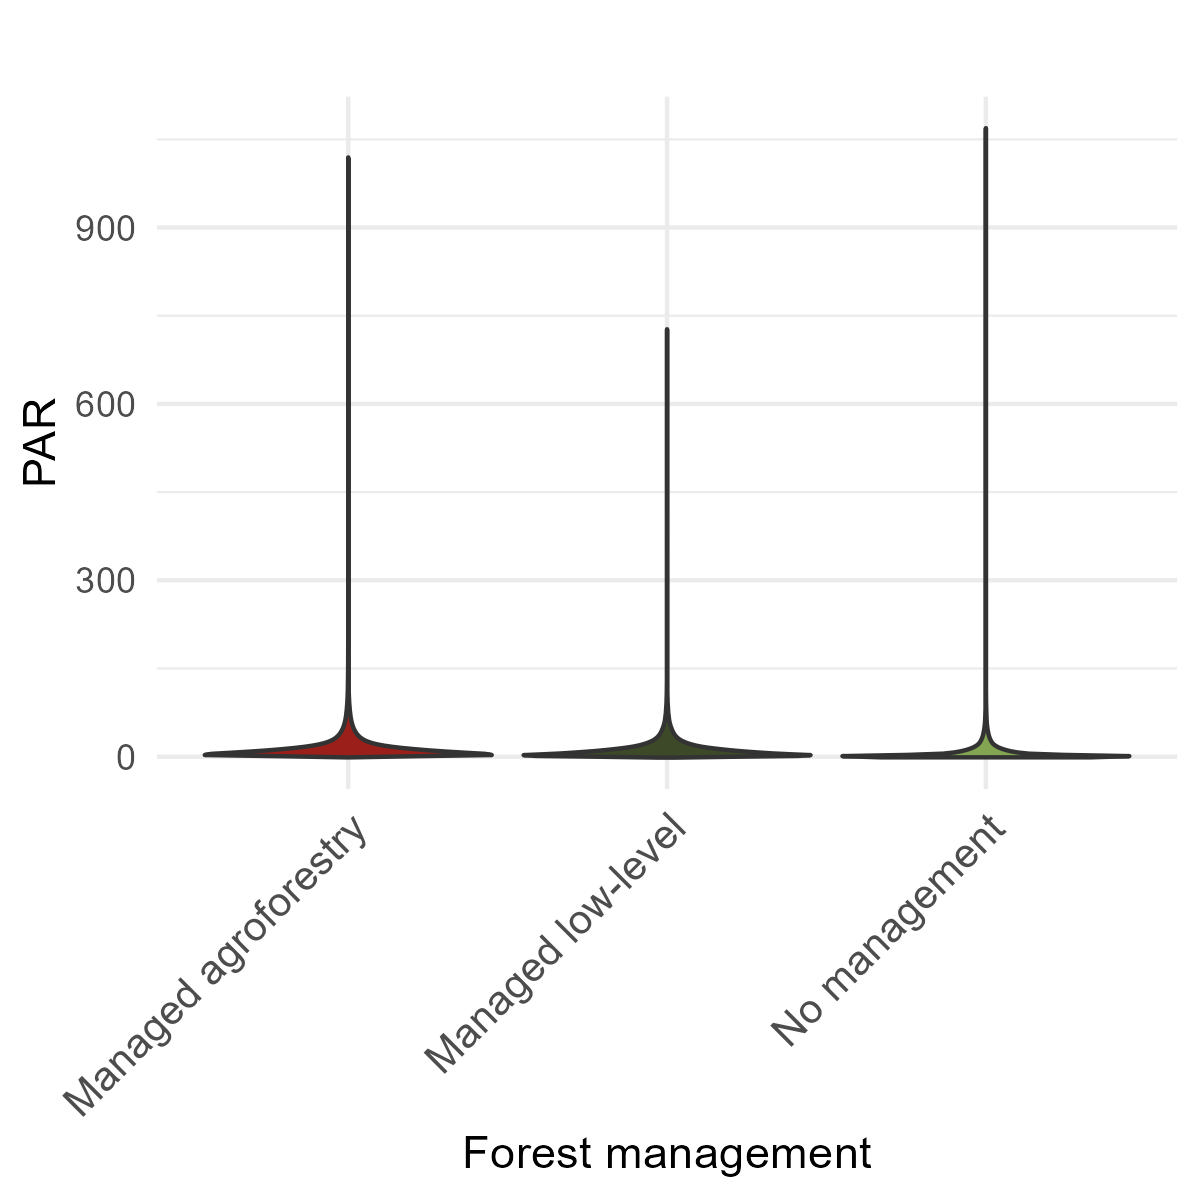 PAR
900
600
300
0
Managed agroforestry
Managed low-level
No management
Forest management